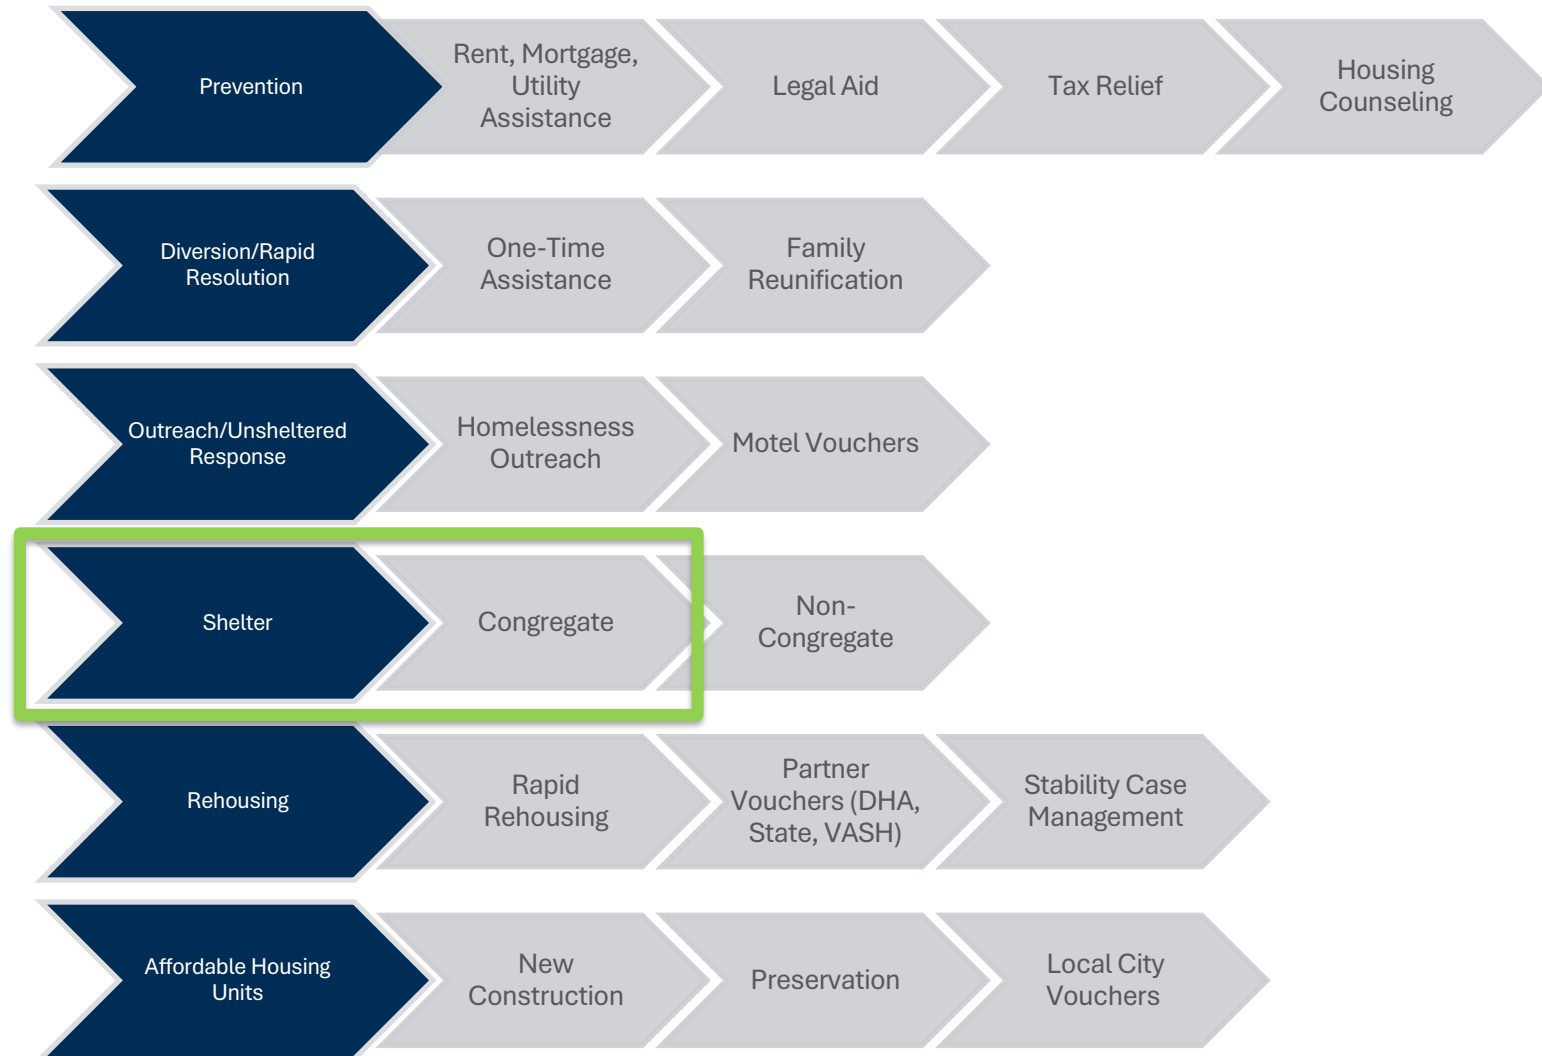 Prevention
Rent, Mortgage,
Utility
Assistance
Legal Aid
Tax Relief
Housing
Counseling
Diversion/Rapid
Resolution
One-Time
Assistance
Family
Reunification
Outreach/Unsheltered
Response
Homelessness
Outreach
Motel Vouchers
Shelter
Congregate
Non-
Congregate
Rehousing
Rapid
Rehousing
Partner
Vouchers (DHA,
State, VASH)
Stability Case
Management
Affordable Housing
Units
New
Construction
Preservation
Local City
Vouchers